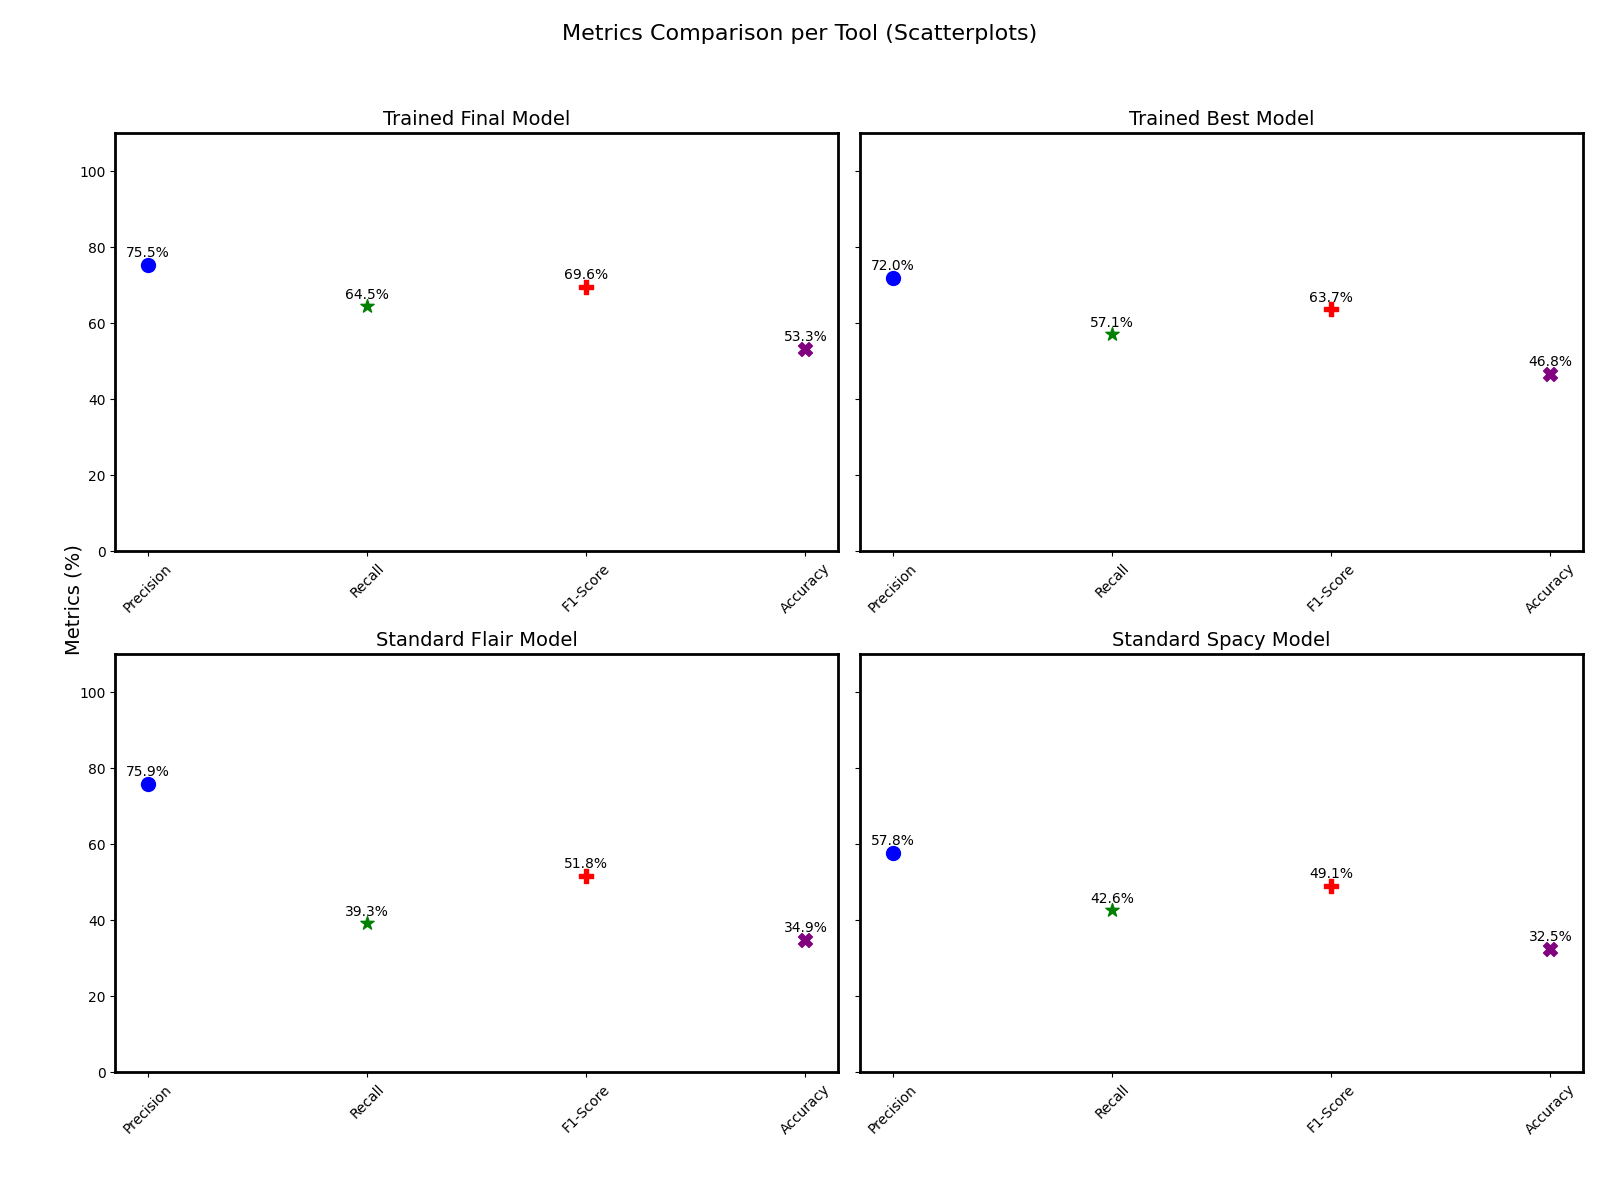 Metrics Comparison per Tool (Scatterplots)
Trained Final Model
100
80
60
40
20
0
75.5%
64.5%
69.6%
53.3%
Precision
Recall
F1-Score
Accuracy
Trained Best Model
72.0%
57.1%
63.7%
46.8%
Precision
Recall
F1-Score
Accuracy
Metrics (%)
Standard Flair Model
100
80
60
40
20
0
75.9%
39.3%
51.8%
34.9%
Precision
Recall
F1-Score
Accuracy
Standard Spacy Model
57.8%
42.6%
49.1%
32.5%
Precision
Recall
F1-Score
Accuracy